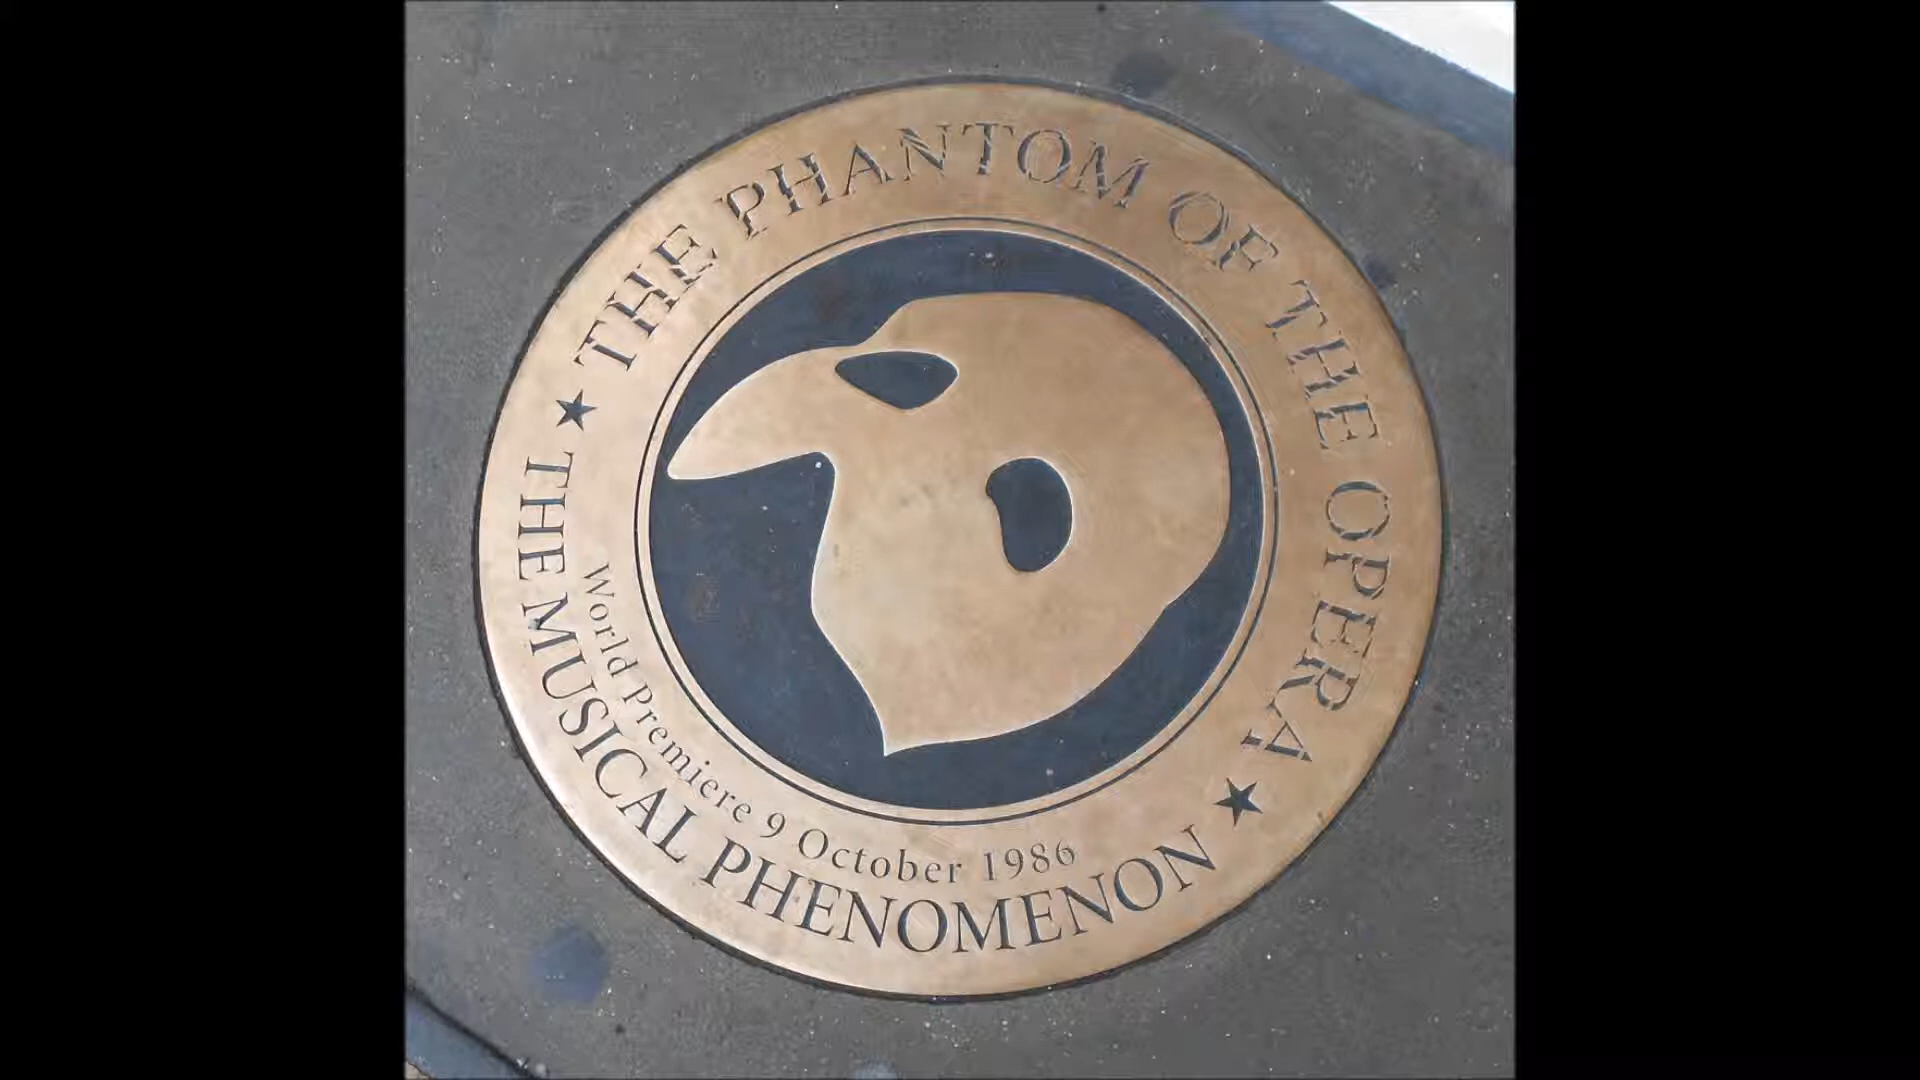 ★ THE PHANTOM OF THE OPERA ★
World Premiere 9 October 1986
THE MUSICAL PHENOMENON